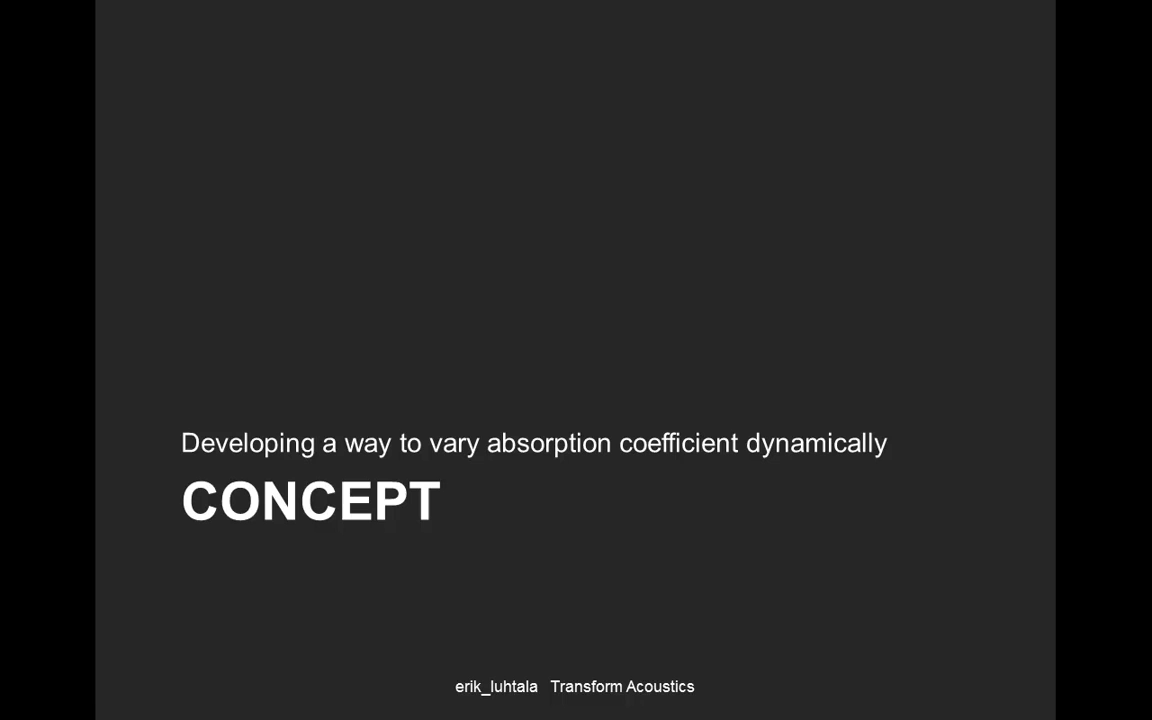 Developing a way to vary absorption coefficient dynamically
CONCEPT
erik_luhtala Transform Acoustics